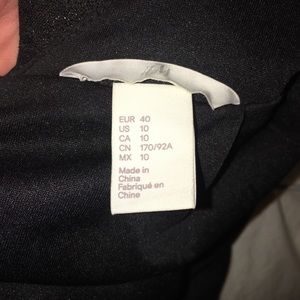 EUR 40
US 10
CA 10
CN 170/92A
MX 10
Made in
China
Fabriqué en
Chine